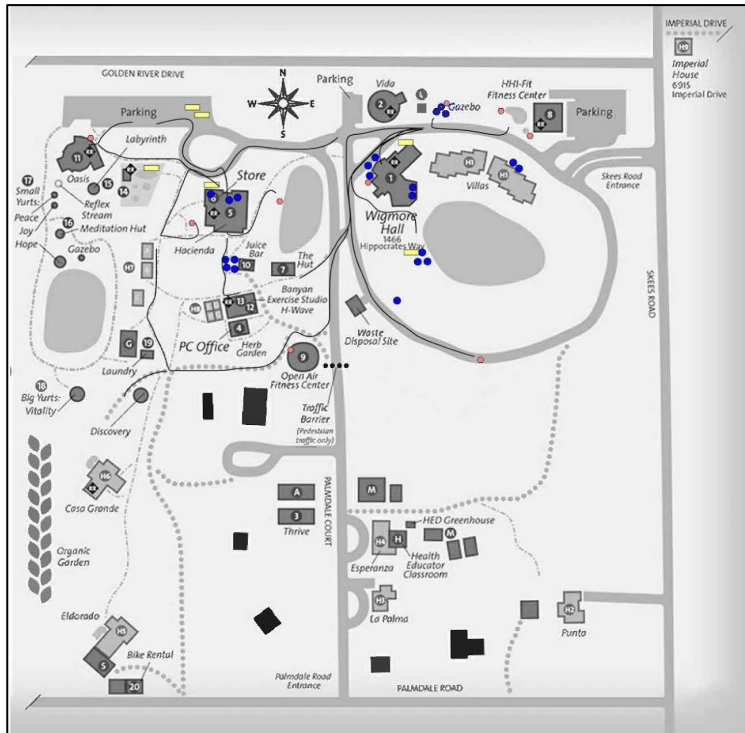 IMPERIAL DRIVE
H9
Imperial
House
6915
Imperial Drive
GOLDEN RIVER DRIVE
N
W
E
S
Parking
Vida
2
L
Gazebo
HHI-Fit
Fitness Center
8
Parking
Parking
Labyrinth
11
Oasis
15
14
17
Small
Yurts:
Peace
Joy
Hope
Reflex
Stream
16
Meditation Hut
Gazebo
Store
5
Hacienda
H7
Juice
Bar
10
The
Hut
7
Banyan
Exercise Studio
H-Wave
13
12
H8
4
PC Office
Herb
Garden
1
Wigmore
Hall
1466
Hippocrates Way
H1
Villas
H1
Skees Road
Entrance
SKEES ROAD
Waste
Disposal Site
G
19
Laundry
9
Open Air
Fitness Center
18
Big Yurts:
Vitality
Discovery
Traffic
Barrier
(Pedestrian
traffic only)
H6
Casa Grande
Organic
Garden
A
3
Thrive
PALMDALE COURT
M
HED Greenhouse
M
H4
H
Esperanza
Health
Educator
Classroom
H3
La Palma
H2
Punta
Eldorado
H5
S
Bike Rental
20
Palmdale Road
Entrance
PALMDALE ROAD